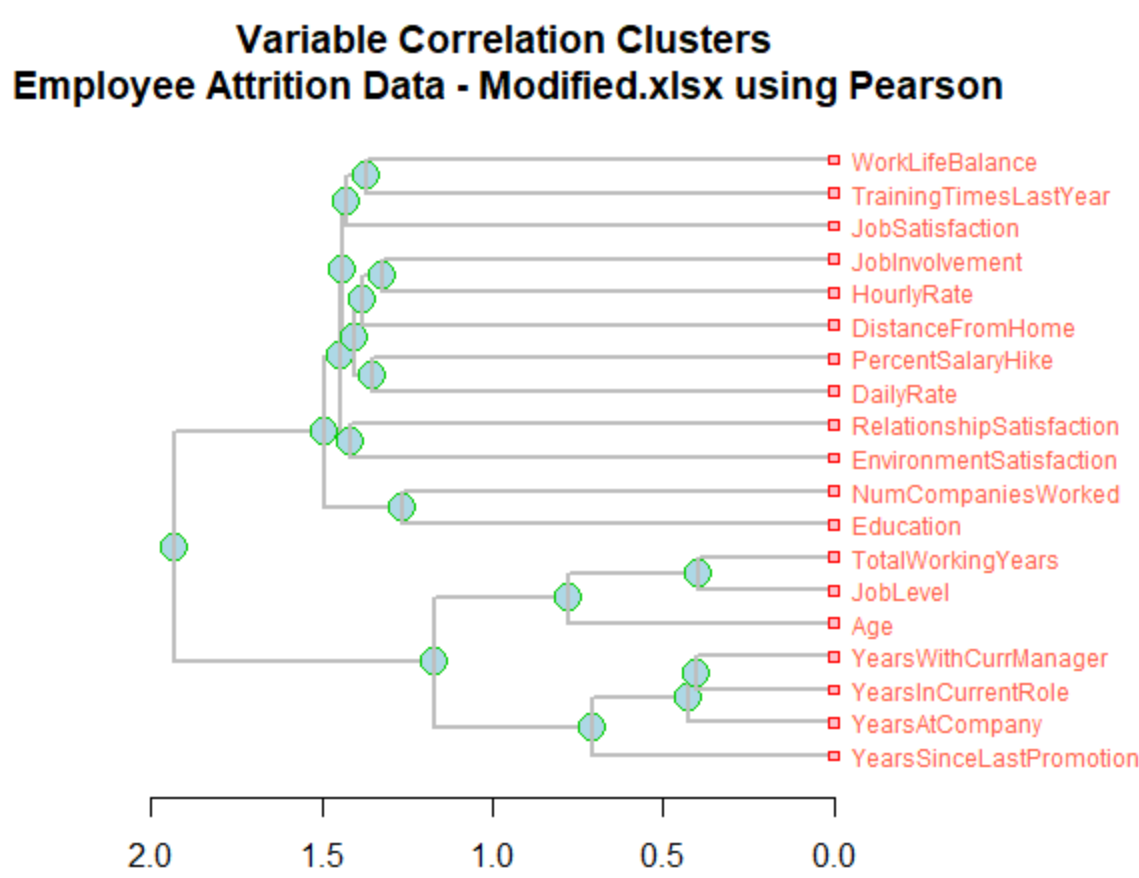 Variable Correlation Clusters
Employee Attrition Data - Modified.xlsx using Pearson
WorkLifeBalance
TrainingTimesLastYear
JobSatisfaction
JobInvolvement
HourlyRate
DistanceFromHome
PercentSalaryHike
DailyRate
RelationshipSatisfaction
EnvironmentSatisfaction
NumCompaniesWorked
Education
TotalWorkingYears
JobLevel
Age
YearsWithCurrManager
YearsInCurrentRole
YearsAtCompany
YearsSinceLastPromotion
2.0 1.5 1.0 0.5 0.0